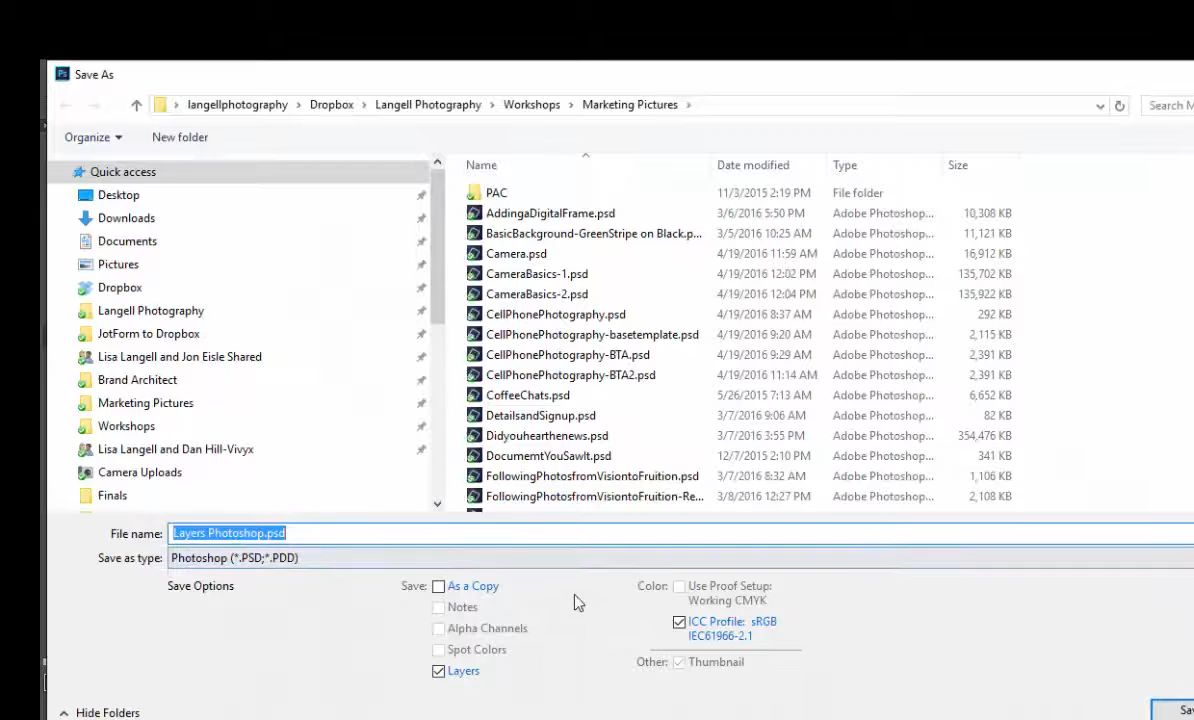 Save As
langellphotography > Dropbox > Langell Photography > Workshops > Marketing Pictures >
Search M
Organize
New folder
Quick access
Desktop
Downloads
Documents
Pictures
Dropbox
Langell Photography
JotForm to Dropbox
Lisa Langell and Jon Eisle Shared
Brand Architect
Marketing Pictures
Workshops
Lisa Langell and Dan Hill-Vivyx
Camera Uploads
Finals
Name Date modified Type Size
PAC 11/3/2015 2:19 PM File folder
AddingaDigitalFrame.psd 3/6/2016 5:50 PM Adobe Photoshop... 10,308 KB
BasicBackground-GreenStripe on Black.p... 3/5/2016 10:25 AM Adobe Photoshop... 11,121 KB
Camera.psd 4/19/2016 11:59 AM Adobe Photoshop... 16,912 KB
CameraBasics-1.psd 4/19/2016 12:02 PM Adobe Photoshop... 135,702 KB
CameraBasics-2.psd 4/19/2016 12:04 PM Adobe Photoshop... 135,922 KB
CellPhonePhotography.psd 4/19/2016 8:37 AM Adobe Photoshop... 292 KB
CellPhonePhotography-basetemplate.psd 4/19/2016 9:20 AM Adobe Photoshop... 2,115 KB
CellPhonePhotography-BTA.psd 4/19/2016 9:29 AM Adobe Photoshop... 2,391 KB
CellPhonePhotography-BTA2.psd 4/19/2016 11:14 AM Adobe Photoshop... 2,391 KB
CoffeeChats.psd 5/26/2015 7:13 AM Adobe Photoshop... 6,652 KB
DetailsandSignup.psd 3/7/2016 9:06 AM Adobe Photoshop... 82 KB
Didyouhearthenews.psd 3/7/2016 3:55 PM Adobe Photoshop... 354,476 KB
DocumemtYouSawIt.psd 12/7/2015 2:10 PM Adobe Photoshop... 341 KB
FollowingPhotosfromVisiontoFruition.psd 3/7/2016 8:32 AM Adobe Photoshop... 1,106 KB
FollowingPhotosfromVisiontoFruition-Re... 3/8/2016 12:27 PM Adobe Photoshop... 2,108 KB
File name: Layers Photoshop.psd
Save as type: Photoshop (*.PSD;*.PDD)
Save Options
Save: As a Copy
Notes
Alpha Channels
Spot Colors
Layers
Color: Use Proof Setup:
Working CMYK
ICC Profile: sRGB
IEC61966-2.1
Other: Thumbnail
Hide Folders
Sav